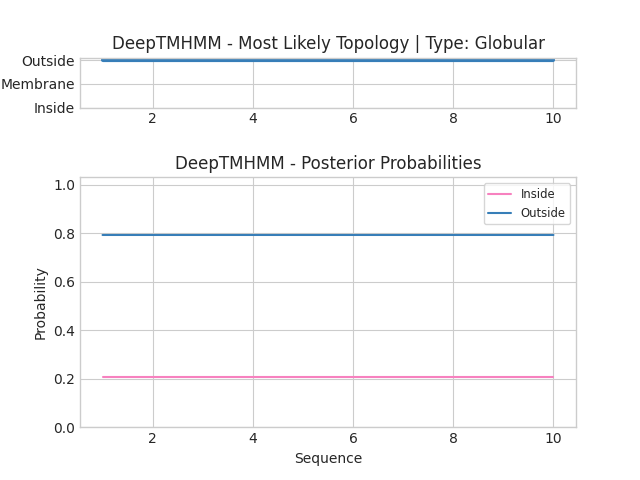 DeepTMHMM - Most Likely Topology | Type: Globular
Outside
Membrane
Inside
2 4 6 8 10
DeepTMHMM - Posterior Probabilities
1.0
0.8
0.6
0.4
0.2
0.0
Probability
Inside
Outside
2 4 6 8 10
Sequence